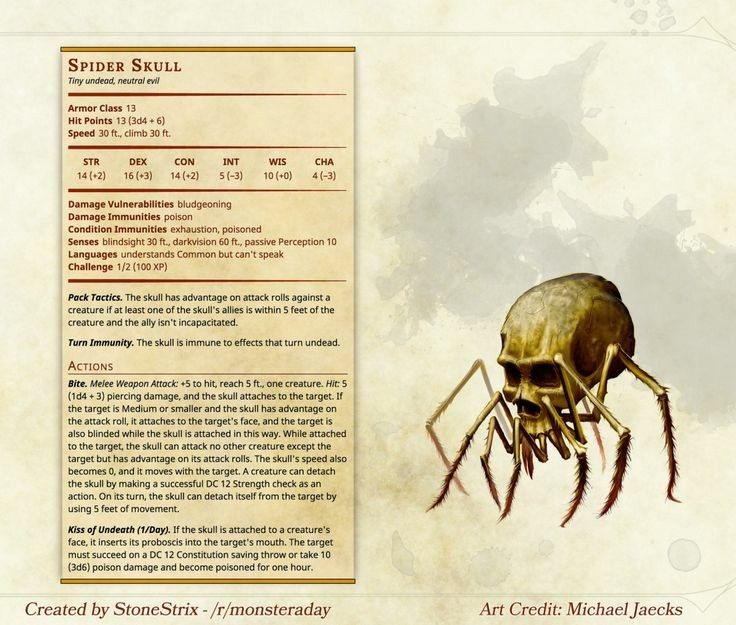 Spider Skull
Tiny undead, neutral evil
Armor Class 13
Hit Points 13 (3d4 + 6)
Speed 30 ft., climb 30 ft.
STR DEX CON INT WIS CHA
14 (+2) 16 (+3) 14 (+2) 5 (–3) 10 (+0) 4 (–3)
Damage Vulnerabilities bludgeoning
Damage Immunities poison
Condition Immunities exhaustion, poisoned
Senses blindsight 30 ft., darkvision 60 ft., passive Perception 10
Languages understands Common but can't speak
Challenge 1/2 (100 XP)
Pack Tactics. The skull has advantage on attack rolls against a
creature if at least one of the skull's allies is within 5 feet of the
creature and the ally isn't incapacitated.
Turn Immunity. The skull is immune to effects that turn undead.
Actions
Bite. Melee Weapon Attack: +5 to hit, reach 5 ft., one creature. Hit: 5
(1d4 + 3) piercing damage, and the skull attaches to the target. If
the target is Medium or smaller and the skull has advantage on
the attack roll, it attaches to the target's face, and the target is
also blinded while the skull is attached in this way. While attached
to the target, the skull can attack no other creature except the
target but has advantage on its attack rolls. The skull's speed also
becomes 0, and it moves with the target. A creature can detach
the skull by making a successful DC 12 Strength check as an
action. On its turn, the skull can detach itself from the target by
using 5 feet of movement.
Kiss of Undeath (1/Day). If the skull is attached to a creature's
face, it inserts its proboscis into the target's mouth. The target
must succeed on a DC 12 Constitution saving throw or take 10
(3d6) poison damage and become poisoned for one hour.
Created by StoneStrix - /r/monsteraday
Art Credit: Michael Jaecks